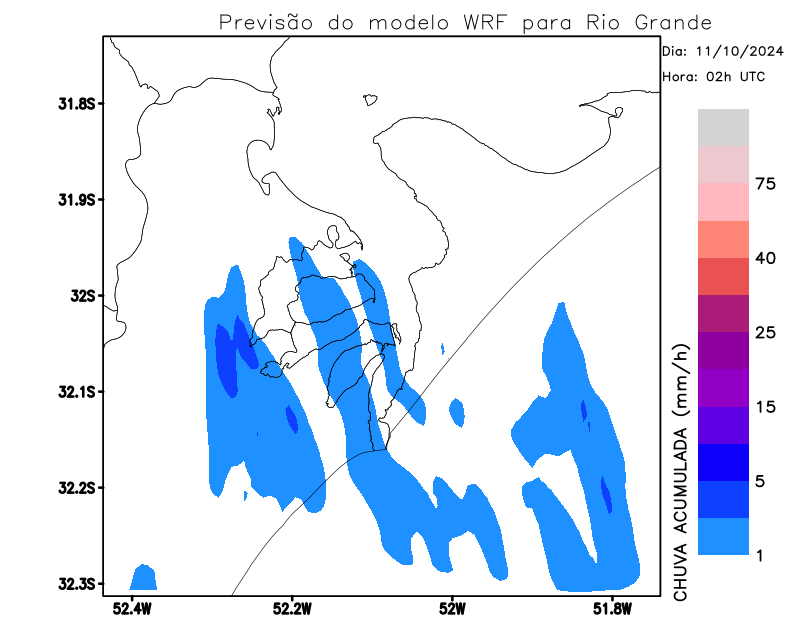 Previsão do modelo WRF para Rio Grande
Dia: 11/10/2024
Hora: 02h UTC
31.8S
31.9S
32S
32.1S
32.2S
32.3S
52.4W
52.2W
52W
51.8W
75
40
25
15
5
1
CHUVA ACUMULADA (mm/h)